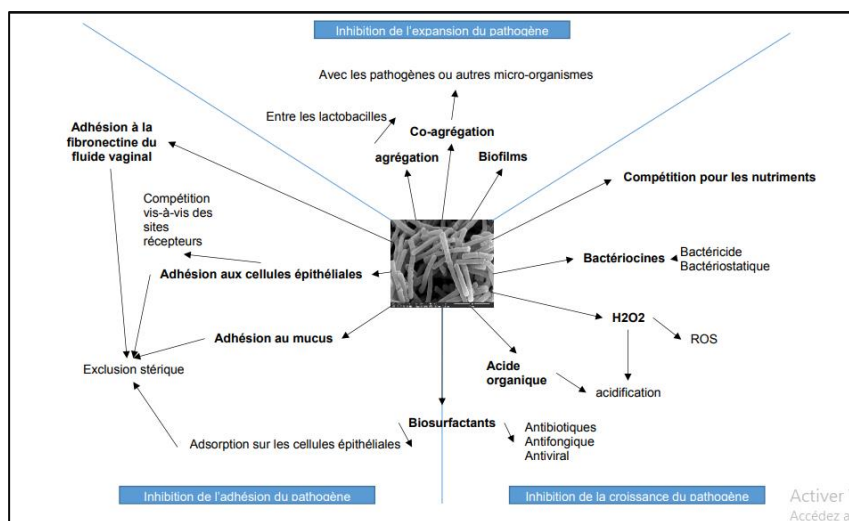 Inhibition de l'expansion du pathogène
Avec les pathogènes ou autres micro-organismes
Entre les lactobacilles
Co-agrégation
agrégation
Biofilms
Adhésion à la
fibronectine du
fluide vaginal
Compétition pour les nutriments
Compétition
vis-à-vis des
sites
récepteurs
Adhésion aux cellules épithéliales
Bactériocines
Bactéricide
Bactériostatique
H2O2
ROS
Adhésion au mucus
Exclusion stérique
Acide
organique
acidification
Biosurfactants
Adsorption sur les cellules épithéliales
Antibiotiques
Antifongique
Antiviral
Inhibition de l'adhésion du pathogène
Inhibition de la croissance du pathogène
Activer
Accédez a